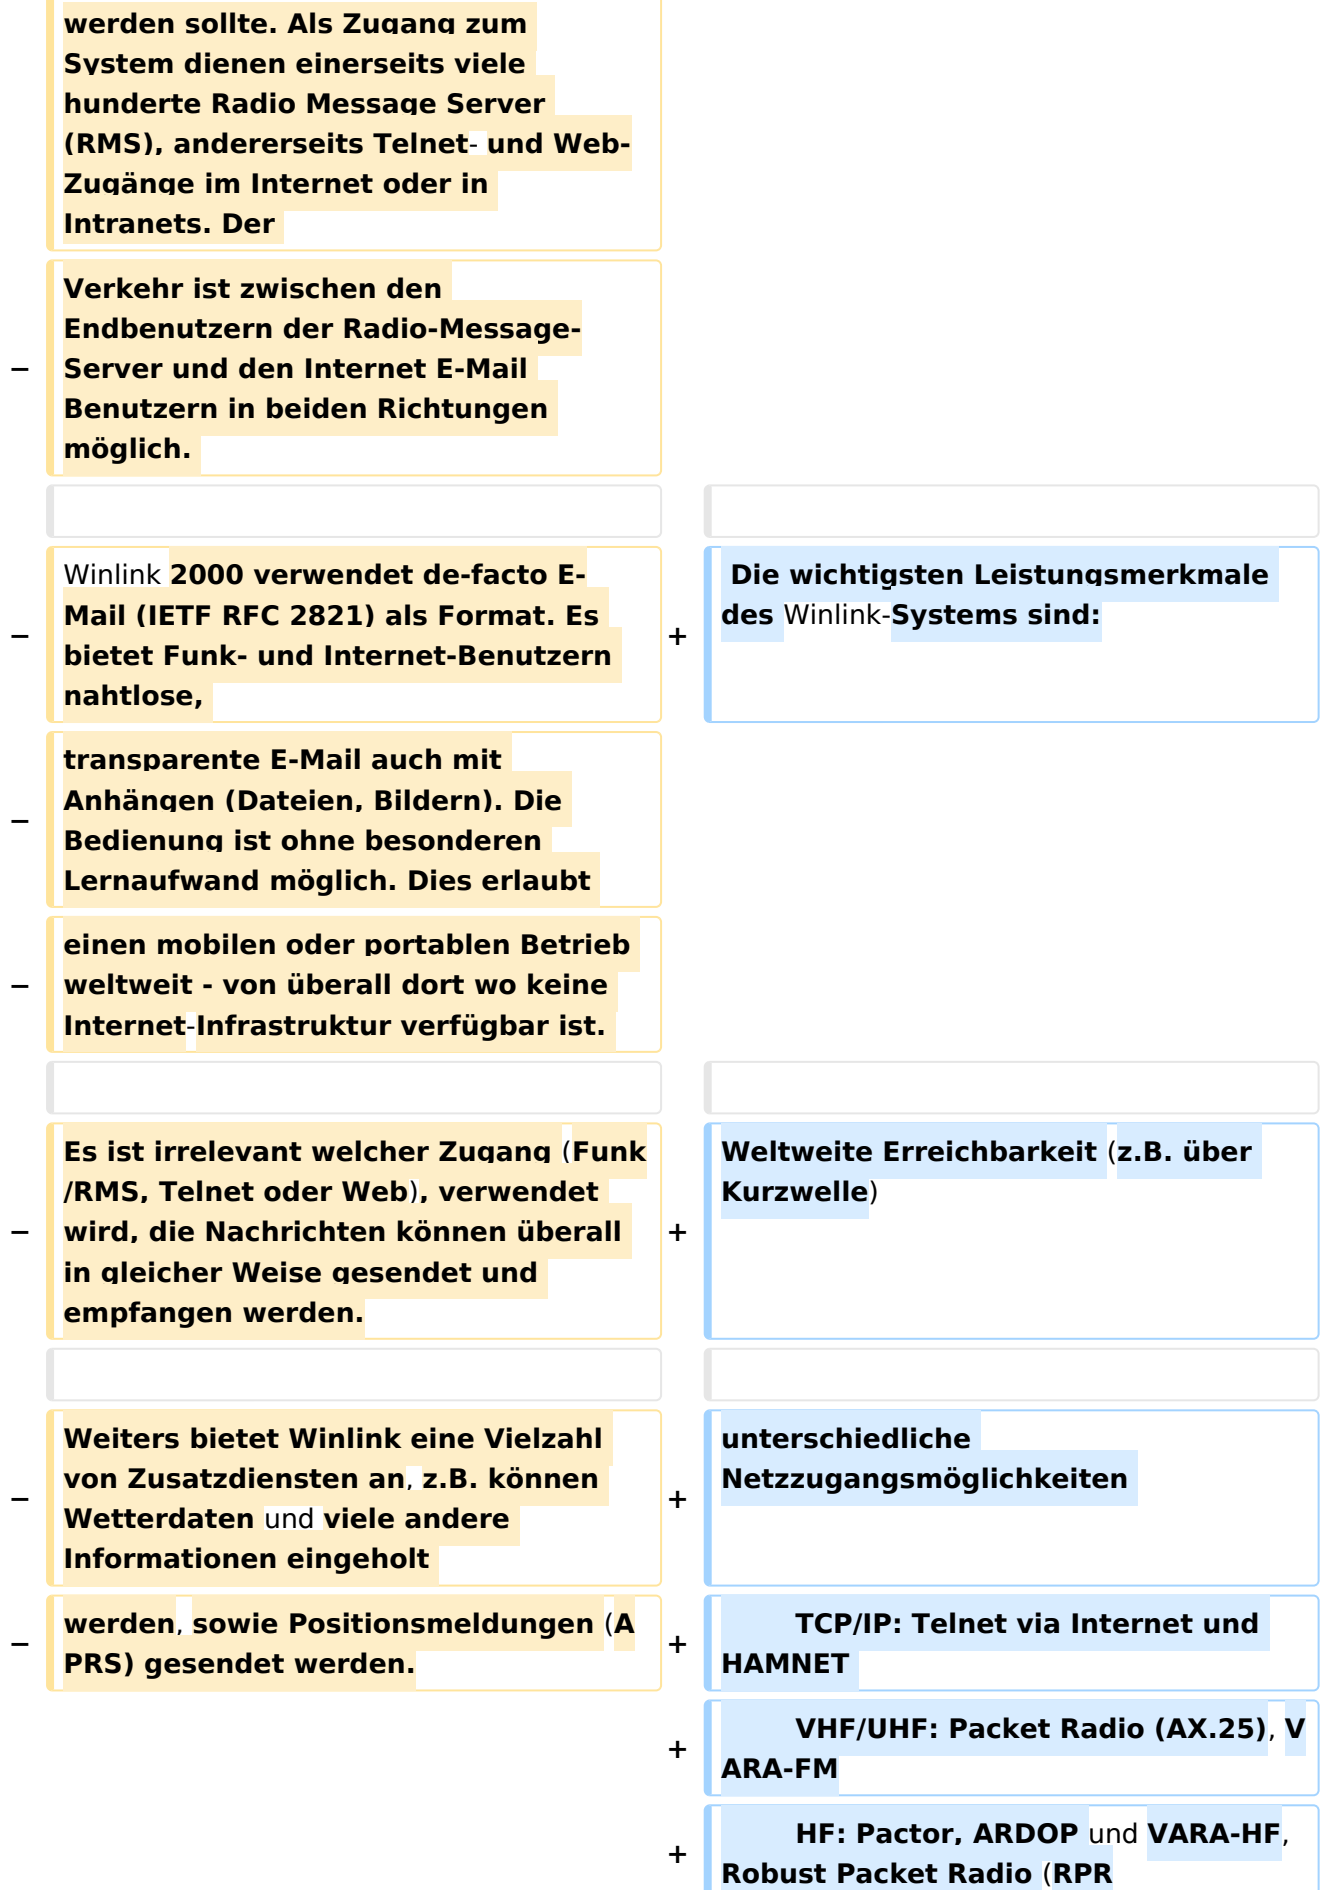 werden sollte. Als Zugang zum
System dienen einerseits viele
hunderte Radio Message Server
(RMS), andererseits Telnet- und Web-
Zugänge im Internet oder in
Intranets. Der
Verkehr ist zwischen den
Endbenutzern der Radio-Message-
− Server und den Internet E-Mail
Benutzern in beiden Richtungen
möglich.
Winlink 2000 verwendet de-facto E-
Mail (IETF RFC 2821) als Format. Es
− bietet Funk- und Internet-Benutzern
nahtlose,
+ Die wichtigsten Leistungsmerkmale
des Winlink-Systems sind:
transparente E-Mail auch mit
− Anhängen (Dateien, Bildern). Die
Bedienung ist ohne besonderen
Lernaufwand möglich. Dies erlaubt
einen mobilen oder portablen Betrieb
− weltweit - von überall dort wo keine
Internet-Infrastruktur verfügbar ist.
Es ist irrelevant welcher Zugang (Funk
/RMS, Telnet oder Web), verwendet
− wird, die Nachrichten können überall
in gleicher Weise gesendet und
empfangen werden.
+ Weltweite Erreichbarkeit (z.B. über
Kurzwelle)
Weiters bietet Winlink eine Vielzahl
von Zusatzdiensten an, z.B. können
− Wetterdaten und viele andere
Informationen eingeholt
+ unterschiedliche
Netzzugangsmöglichkeiten
− werden, sowie Positionsmeldungen (A
PRS) gesendet werden.
+ TCP/IP: Telnet via Internet und
HAMNET
+ VHF/UHF: Packet Radio (AX.25), V
ARA-FM
+ HF: Pactor, ARDOP und VARA-HF,
Robust Packet Radio (RPR